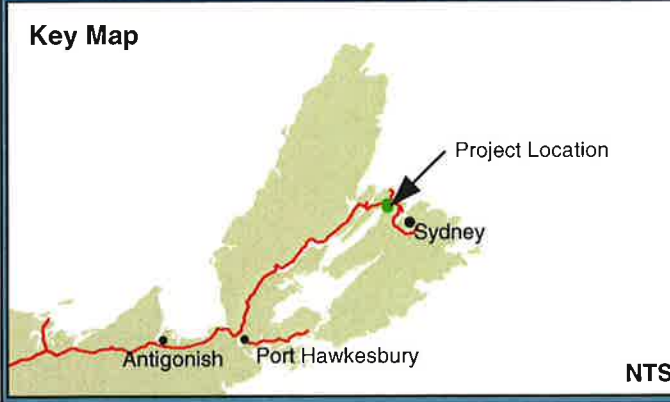 Key Map
Project Location
Sydney
Antigonish
Port Hawkesbury
NTS